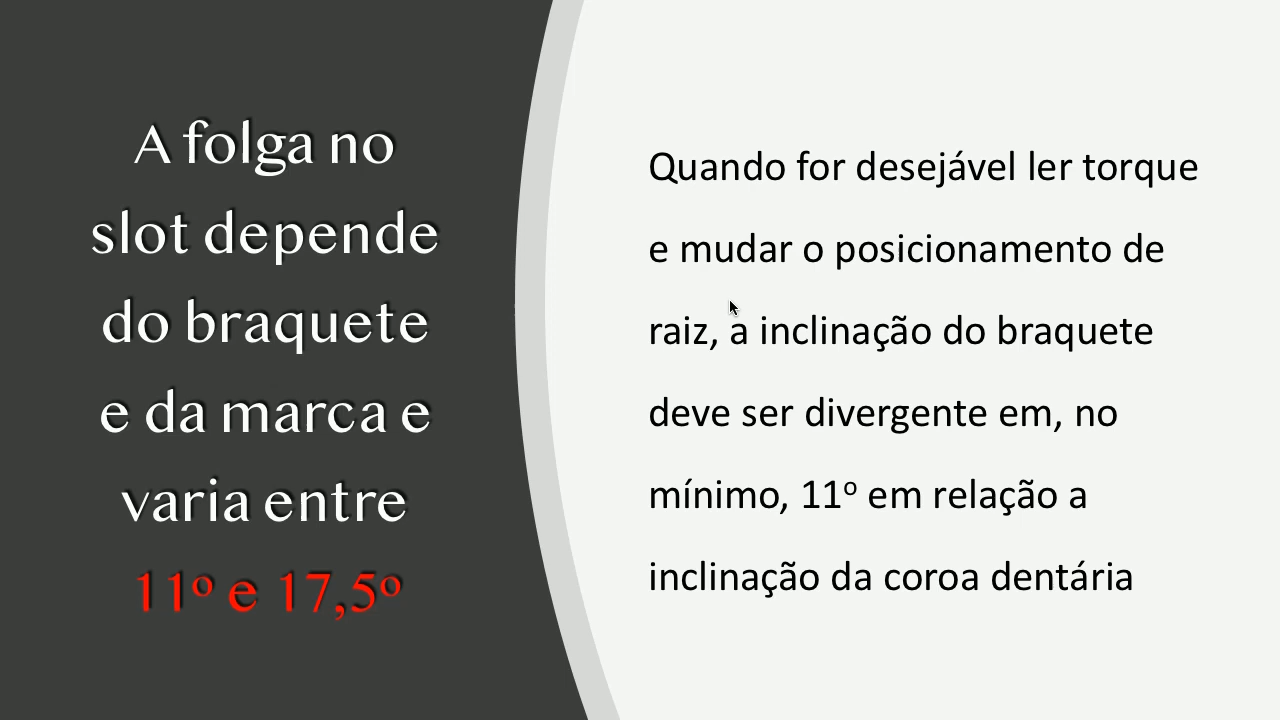 A folga no
slot depende
do braquete
e da marca e
varia entre
11º e 17,5º
Quando for desejável ler torque
e mudar o posicionamento de
raiz, a inclinação do braquete
deve ser divergente em, no
mínimo, 11º em relação a
inclinação da coroa dentária